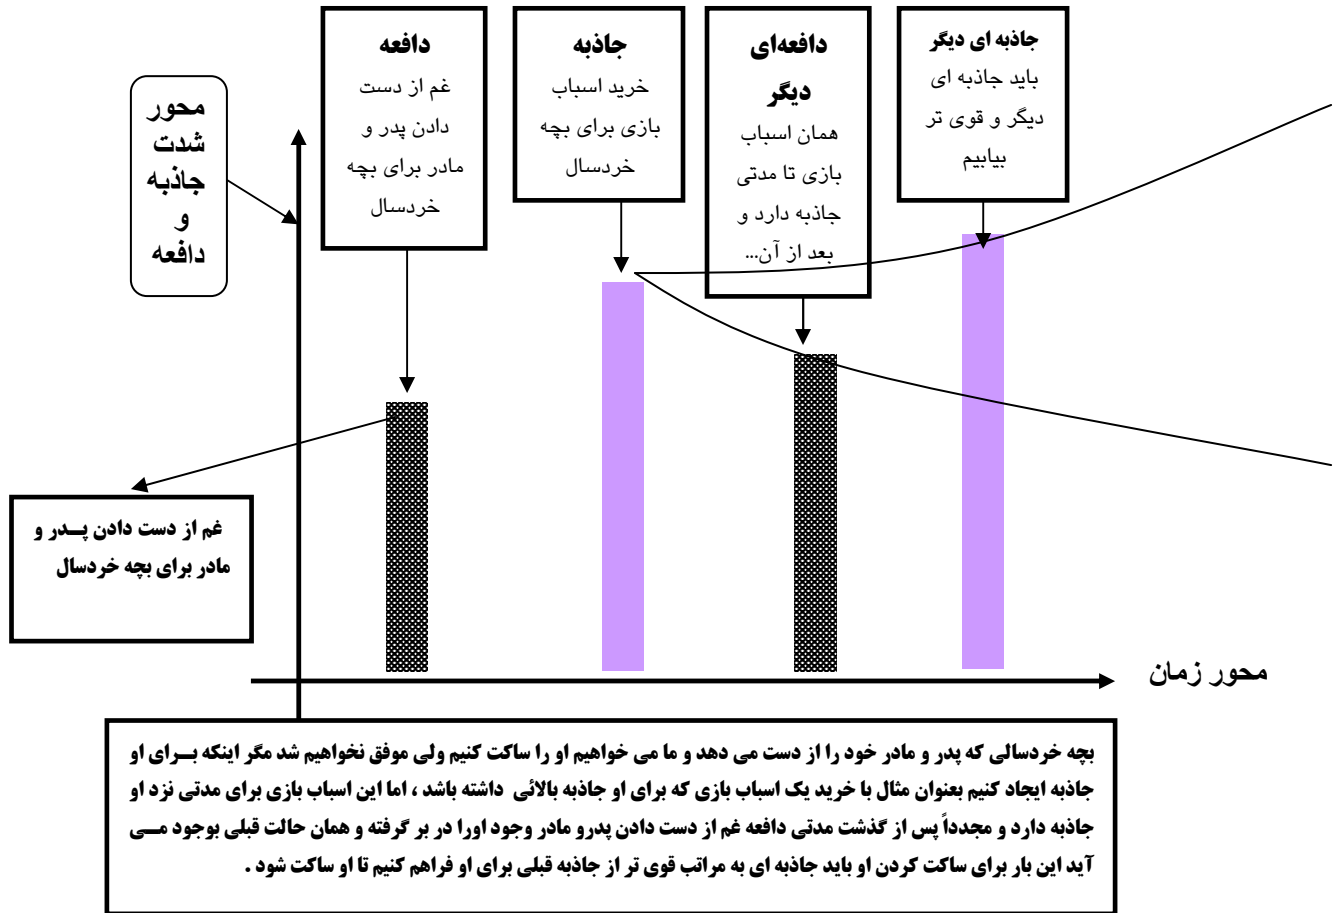 جاذبه ای دیگر
باید جاذبه ای
دیگر و قوی تر
بیابیم
دافعه‌ای
دیگر
همان اسباب
بازی تا مدتی
جاذبه دارد و
بعد از آن...
جاذبه
خرید اسباب
بازی برای بچه
خردسال
دافعه
غم از دست
دادن پدر و
مادر برای بچه
خردسال
محور
شدت
جاذبه
و
دافعه
غم از دست دادن پـــدر و
مادر برای بچه خردسال
محور زمان
بچه خردسالی که پدر و مادر خود را از دست می دهد و ما می خواهیم او را ساکت کنیم ولی موفق نخواهیم شد مگر اینکه بـــرای او
جاذبه ایجاد کنیم بعنوان مثال با خرید یک اسباب بازی که برای او جاذبه بالائی داشته باشد ، اما این اسباب بازی برای مدتی نزد او
جاذبه دارد و مجدداً پس از گذشت مدتی دافعه غم از دست دادن پدرو مادر وجود اورا در بر گرفته و همان حالت قبلی بوجود مـــی
آید این بار برای ساکت کردن او باید جاذبه ای به مراتب قوی تر از جاذبه قبلی برای او فراهم کنیم تا او ساکت شود .